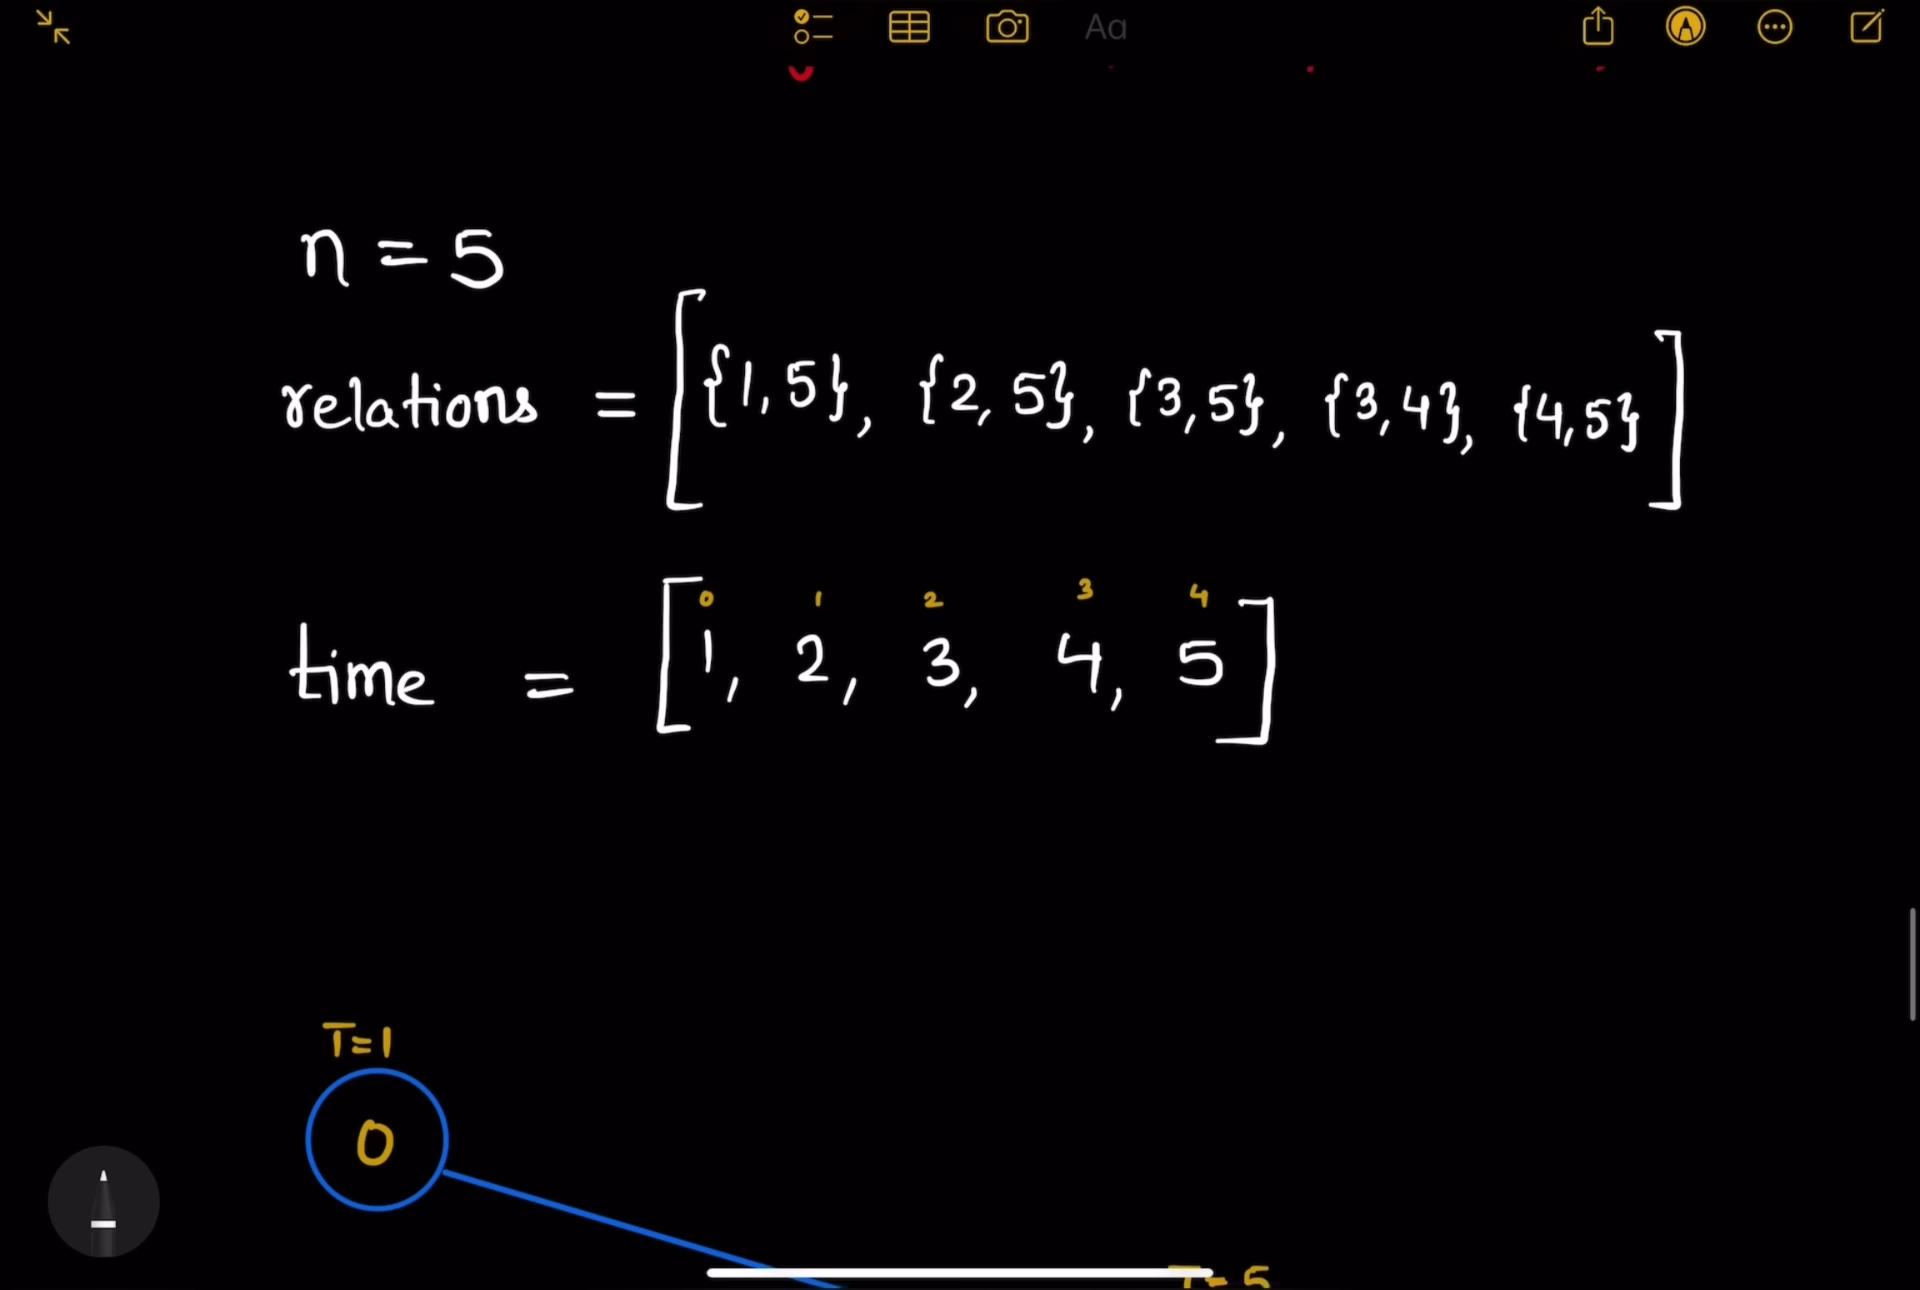 Aa
n = 5
relations = [{1,5}, {2,5}, {3,5}, {3,4}, {4,5}]
0 1 2 3 4
time = [1, 2, 3, 4, 5]
T=1
0
T=5